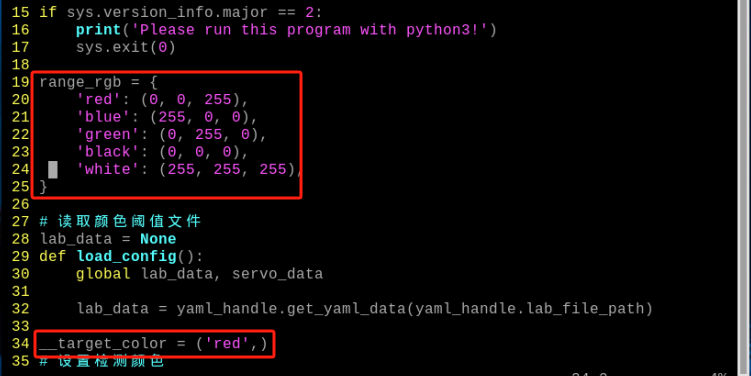 15 if sys.version_info.major == 2:
16     print('Please run this program with python3!')
17     sys.exit(0)
18
19 range_rgb = {
20     'red': (0, 0, 255),
21     'blue': (255, 0, 0),
22     'green': (0, 255, 0),
23     'black': (0, 0, 0),
24     'white': (255, 255, 255),
25 }
26
27 # 读取颜色阈值文件
28 lab_data = None
29 def load_config():
30     global lab_data, servo_data
31
32     lab_data = yaml_handle.get_yaml_data(yaml_handle.lab_file_path)
33
34 __target_color = ('red',)
35 # 设置检测颜色